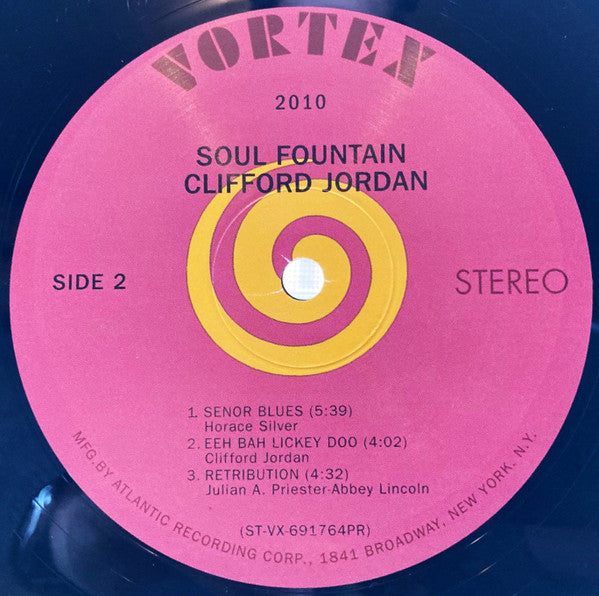 VORTEX
2010
SOUL FOUNTAIN
CLIFFORD JORDAN
SIDE 2
STEREO
1. SENOR BLUES (5:39)
Horace Silver
2. EEH BAH LICKEY DOO (4:02)
Clifford Jordan
3. RETRIBUTION (4:32)
Julian A. Priester-Abbey Lincoln
(ST-VX-691764PR)
MFG.BY ATLANTIC RECORDING CORP., 1841 BROADWAY, NEW YORK. N.Y.